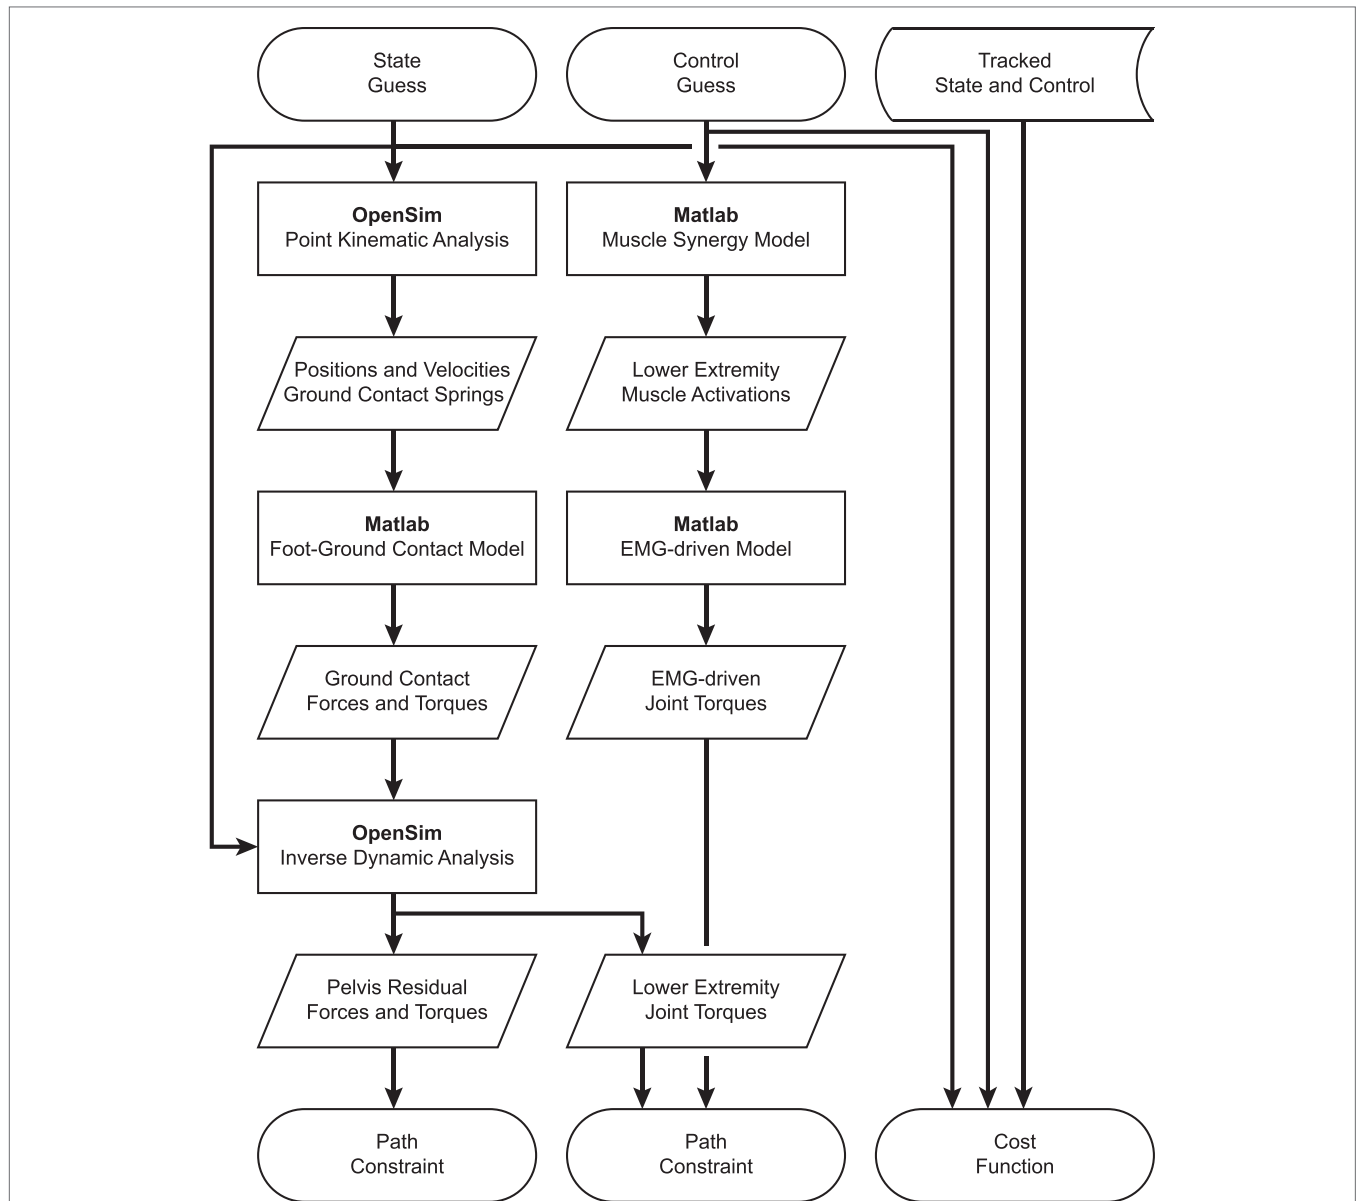 State
Guess
Control
Guess
Tracked
State and Control
OpenSim
Point Kinematic Analysis
Matlab
Muscle Synergy Model
Positions and Velocities
Ground Contact Springs
Lower Extremity
Muscle Activations
Matlab
Foot-Ground Contact Model
Matlab
EMG-driven Model
Ground Contact
Forces and Torques
EMG-driven
Joint Torques
OpenSim
Inverse Dynamic Analysis
Pelvis Residual
Forces and Torques
Lower Extremity
Joint Torques
Path
Constraint
Path
Constraint
Cost
Function